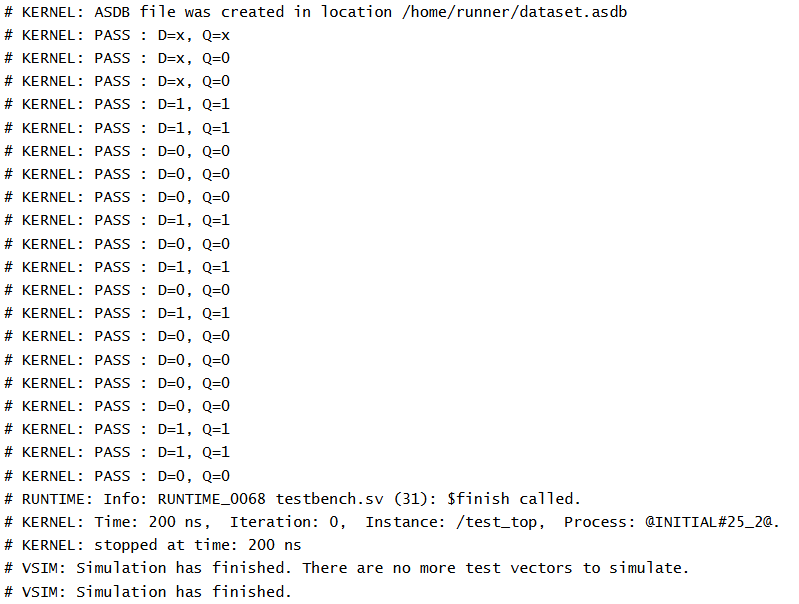 # KERNEL: ASDB file was created in location /home/runner/dataset.asdb
# KERNEL: PASS : D=x, Q=x
# KERNEL: PASS : D=x, Q=0
# KERNEL: PASS : D=x, Q=0
# KERNEL: PASS : D=1, Q=1
# KERNEL: PASS : D=1, Q=1
# KERNEL: PASS : D=0, Q=0
# KERNEL: PASS : D=0, Q=0
# KERNEL: PASS : D=0, Q=0
# KERNEL: PASS : D=1, Q=1
# KERNEL: PASS : D=0, Q=0
# KERNEL: PASS : D=1, Q=1
# KERNEL: PASS : D=0, Q=0
# KERNEL: PASS : D=1, Q=1
# KERNEL: PASS : D=0, Q=0
# KERNEL: PASS : D=0, Q=0
# KERNEL: PASS : D=0, Q=0
# KERNEL: PASS : D=0, Q=0
# KERNEL: PASS : D=1, Q=1
# KERNEL: PASS : D=1, Q=1
# KERNEL: PASS : D=0, Q=0
# RUNTIME: Info: RUNTIME_0068 testbench.sv (31): $finish called.
# KERNEL: Time: 200 ns,  Iteration: 0,  Instance: /test_top,  Process: @INITIAL#25_2@.
# KERNEL: stopped at time: 200 ns
# VSIM: Simulation has finished. There are no more test vectors to simulate.
# VSIM: Simulation has finished.